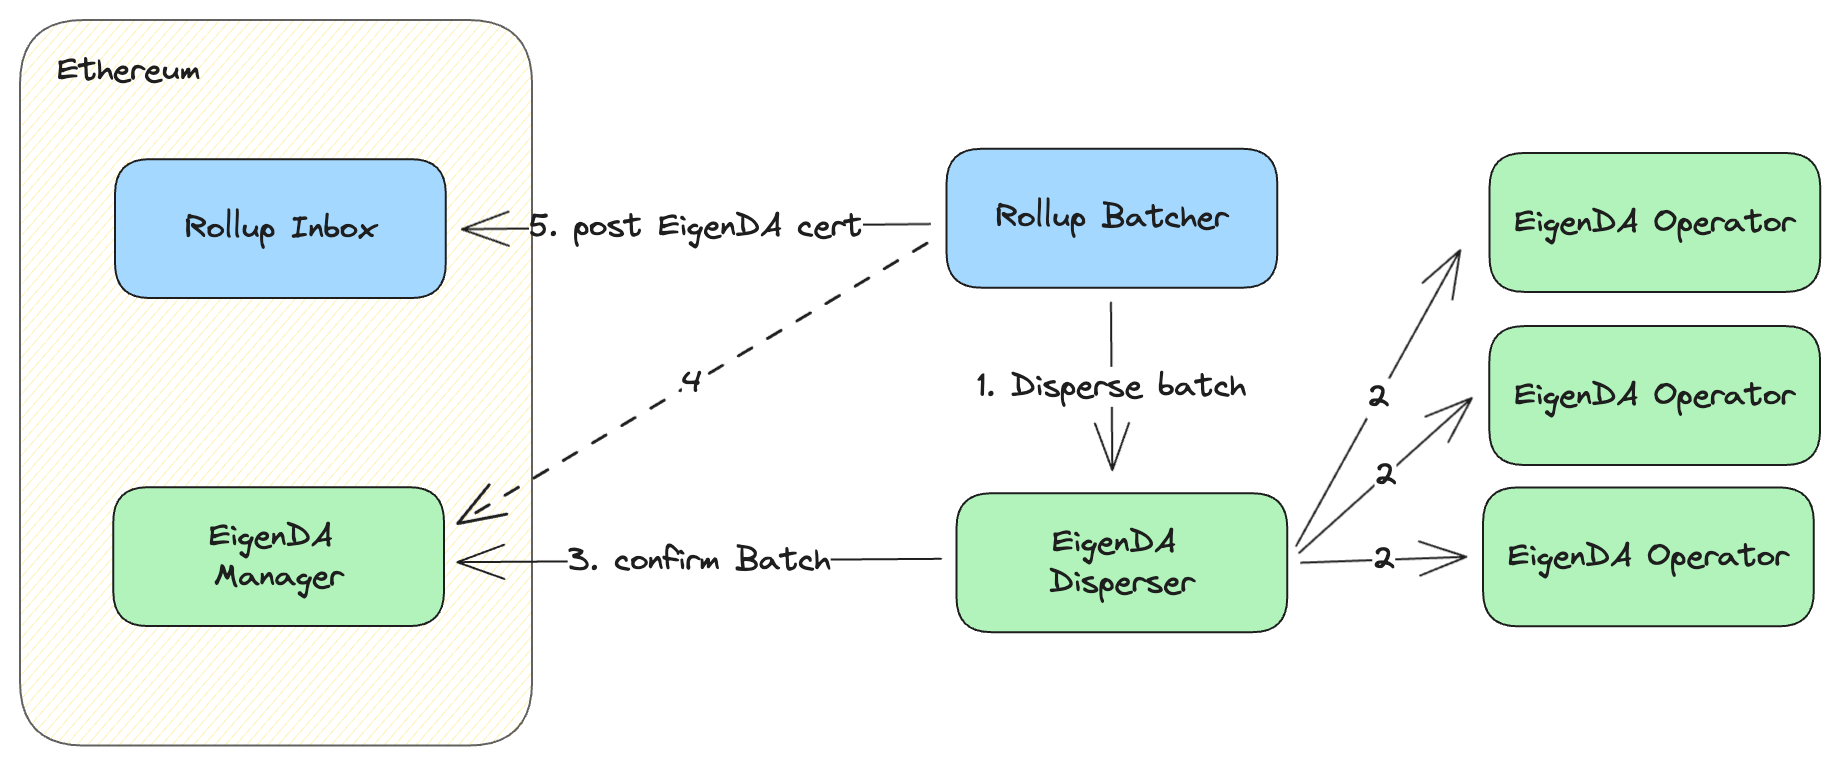 Ethereum
Rollup Inbox
5. post EigenDA cert
Rollup Batcher
EigenDA Operator
4
1. Disperse batch
2
EigenDA Operator
2
EigenDA
Manager
3. confirm Batch
EigenDA
Disperser
2
EigenDA Operator